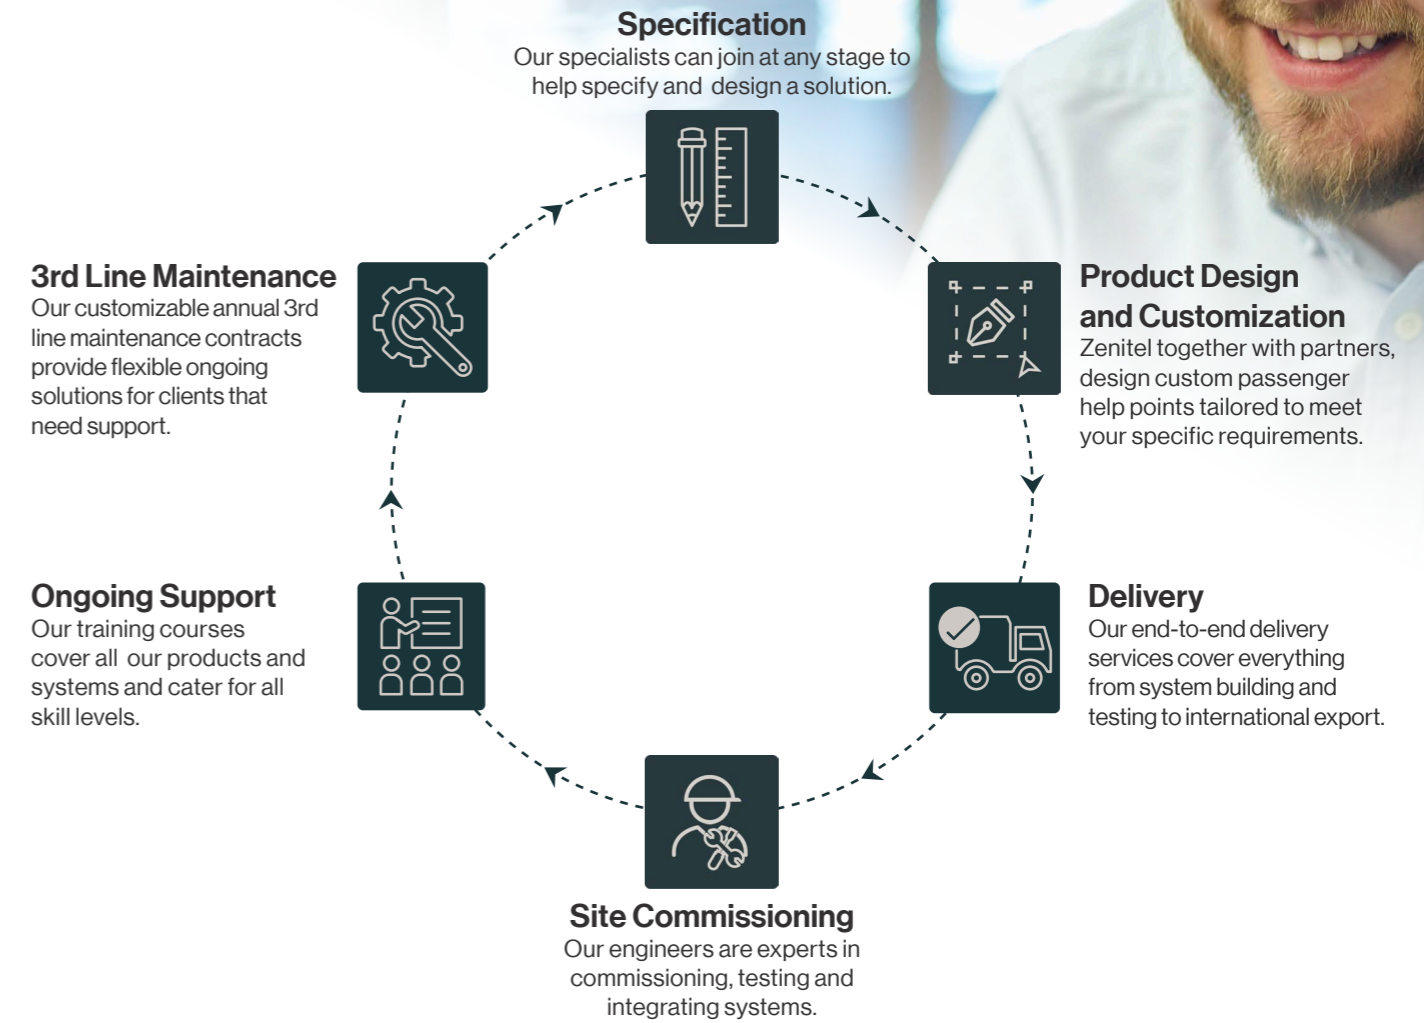 Specification
Our specialists can join at any stage to
help specify and design a solution.
Product Design
and Customization
Zenitel together with partners,
design custom passenger
help points tailored to meet
your specific requirements.
Delivery
Our end-to-end delivery
services cover everything
from system building and
testing to international export.
Site Commissioning
Our engineers are experts in
commissioning, testing and
integrating systems.
Ongoing Support
Our training courses
cover all our products and
systems and cater for all
skill levels.
3rd Line Maintenance
Our customizable annual 3rd
line maintenance contracts
provide flexible ongoing
solutions for clients that
need support.